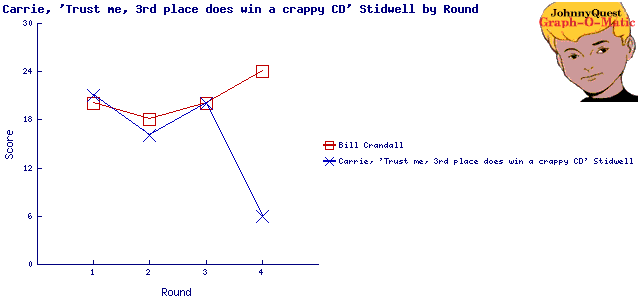 Carrie, 'Trust me, 3rd place does win a crappy CD' Stidwell by Round
JohnnyQuest
Graph-O-Matic
30
24
18
12
6
0
Score
1 2 3 4
Round
Bill Crandall
Carrie, 'Trust me, 3rd place does win a crappy CD' Stidwell